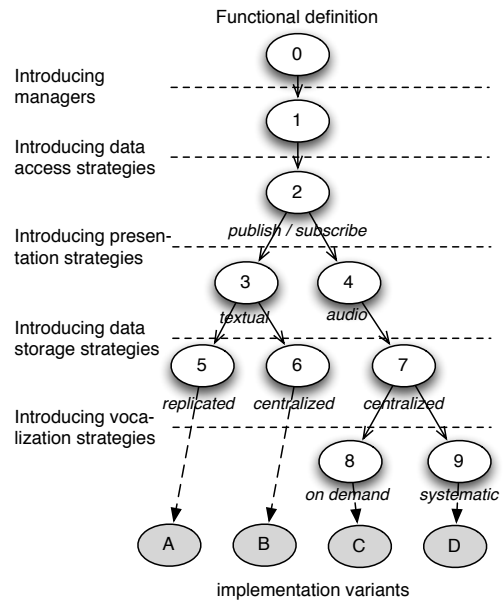 Functional definition
0
Introducing
managers
1
Introducing data
access strategies
2
publish / subscribe
Introducing presen-
tation strategies
3
4
textual
audio
Introducing data
storage strategies
5
6
7
replicated
centralized
centralized
Introducing voca-
lization strategies
8
9
on demand
systematic
A
B
C
D
implementation variants